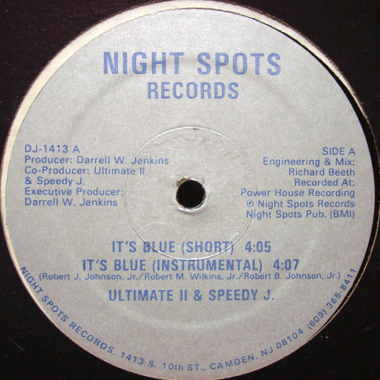 NIGHT SPOTS
RECORDS
DJ-1413 A
Producer: Darrell W. Jenkins
Co-Producer: Ultimate II
& Speedy J.
Executive Producer:
Darrell W. Jenkins
SIDE A
Engineering & Mix:
Richard Beeth
Recorded At:
Power House Recording
℗ Night Spots Records
Night Spots Pub. (BMI)
IT'S BLUE (SHORT) 4:05
IT'S BLUE (INSTRUMENTAL) 4:07
(Robert J. Johnson, Jr./Robert M. Wilkins, Jr./Robert B. Johnson, Jr.)
ULTIMATE II & SPEEDY J.
NIGHT SPOTS RECORDS, 1413 S. 10th ST., CAMDEN, NJ 08104 (609) 365-8411